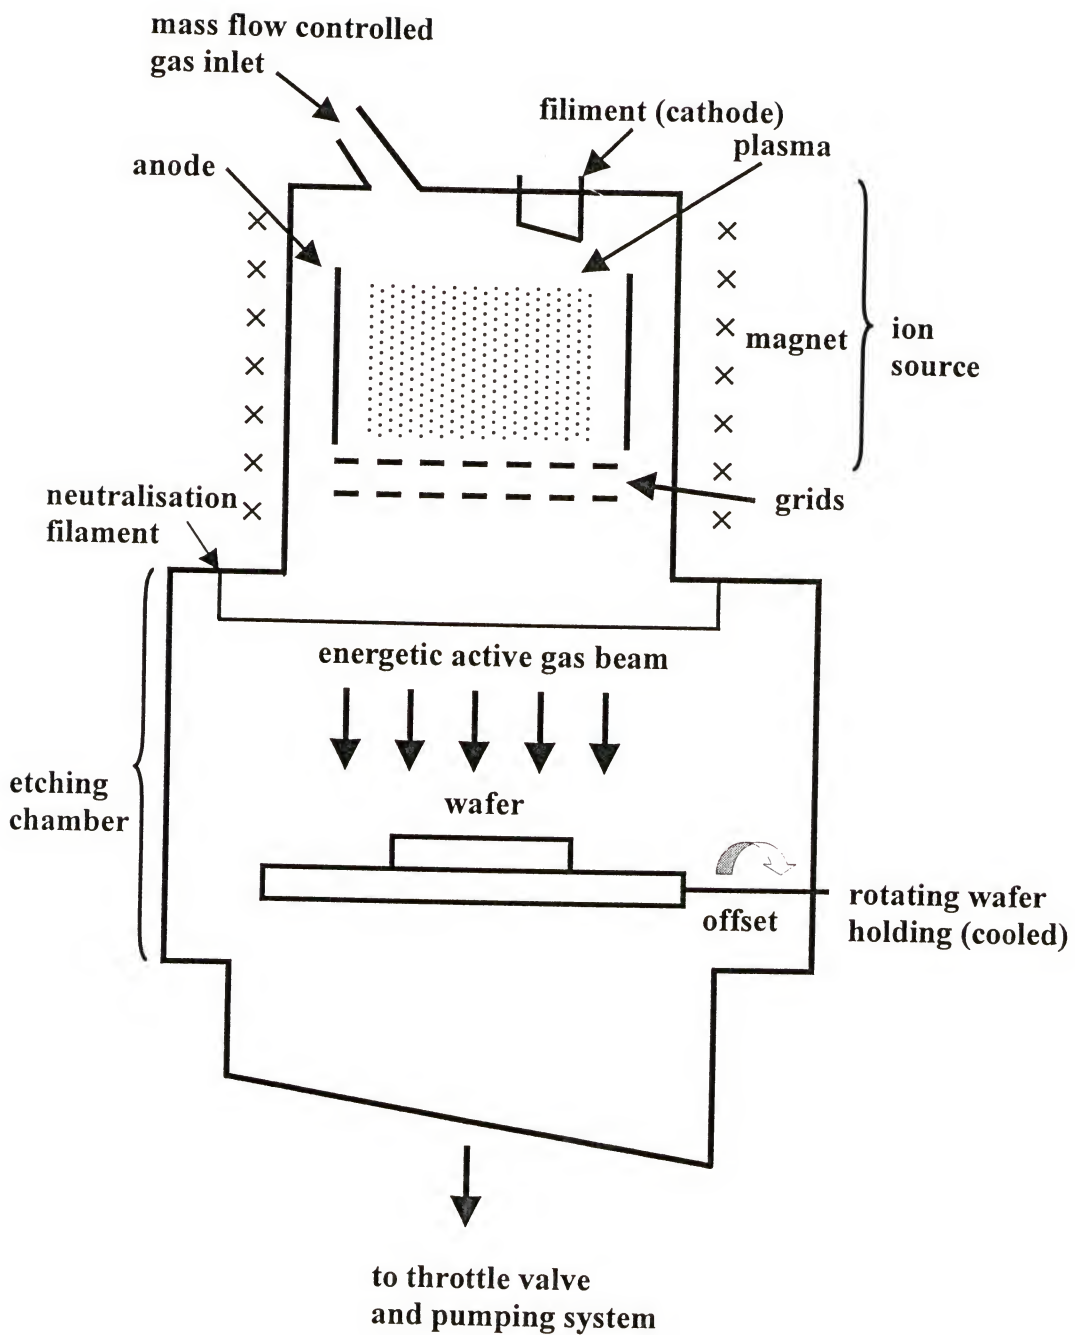 mass flow controlled
gas inlet
filiment (cathode)
plasma
anode
magnet
ion
source
grids
neutralisation
filament
energetic active gas beam
etching
chamber
wafer
offset
rotating wafer
holding (cooled)
to throttle valve
and pumping system